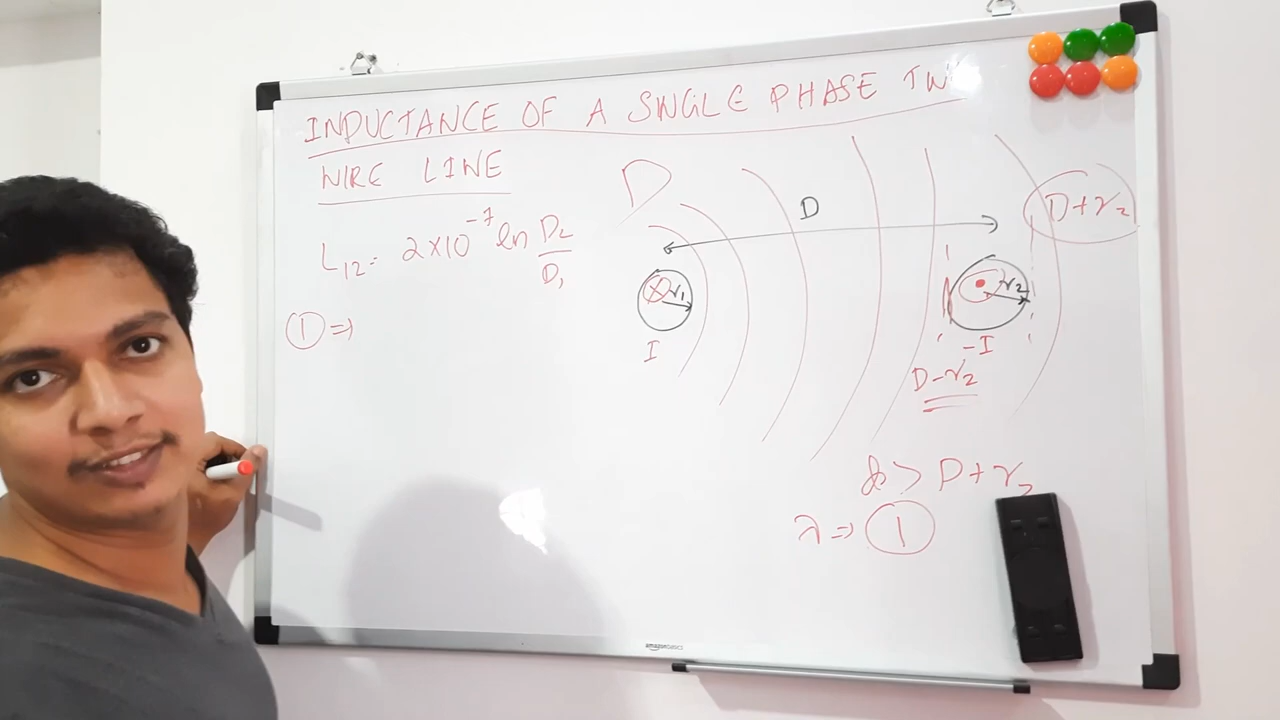 INDUCTANCE OF A SINGLE PHASE TW
WIRE LINE
L12 = 2×10⁻⁷ ln D2/D1
① ⇒
D
D
D+r2
r1
r2
I
-I
D-r2
> D+r2
λ ⇒ ①
amazonbasics